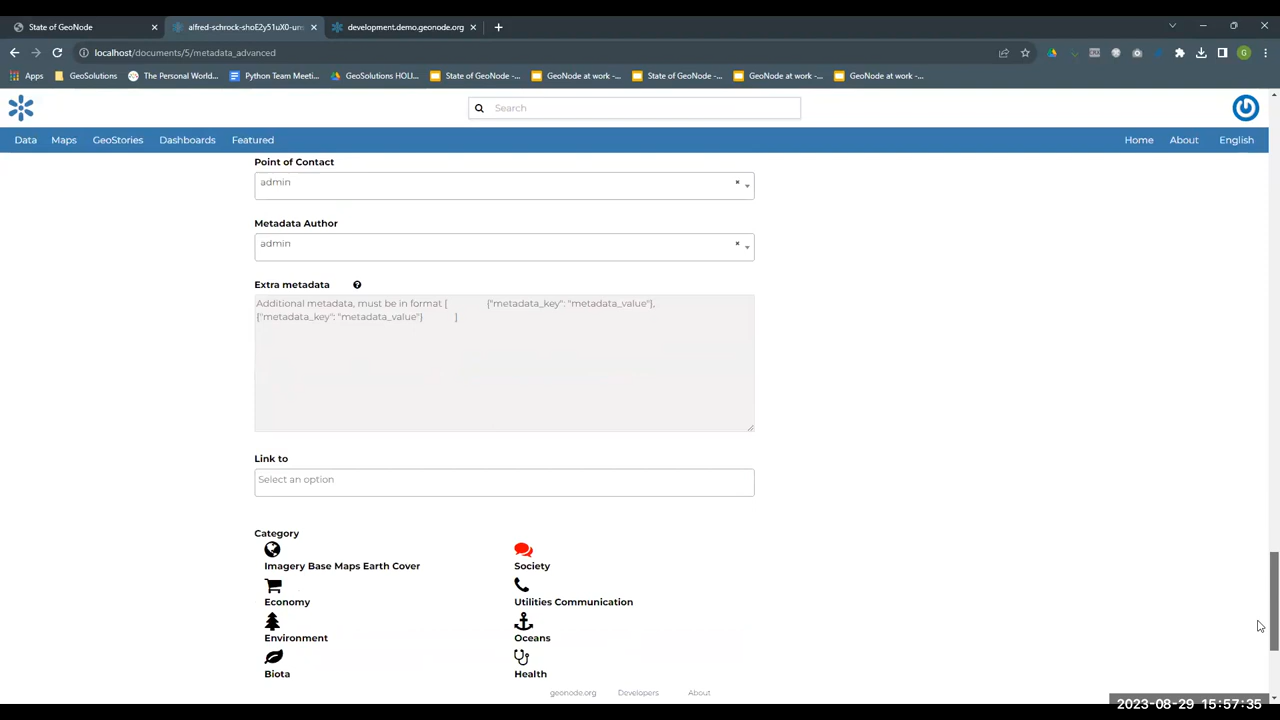 State of GeoNode
alfred-schrock-shoE2y51uX0-uns
development.demo.geonode.org
localhost/documents/5/metadata_advanced
G
Apps
GeoSolutions
The Personal World...
Python Team Meeti...
GeoSolutions HOLI...
State of GeoNode -...
GeoNode at work -...
State of GeoNode -...
GeoNode at work -...
GeoNode at work -...
Search
Data
Maps
GeoStories
Dashboards
Featured
Home
About
English
Point of Contact
admin
Metadata Author
admin
Extra metadata
Additional metadata, must be in format [ {"metadata_key": "metadata_value"},
{"metadata_key": "metadata_value"} ]
Link to
Select an option
Category
Imagery Base Maps Earth Cover
Society
Economy
Utilities Communication
Environment
Oceans
Biota
Health
geonode.org
Developers
About
2023-08-29 15:57:35